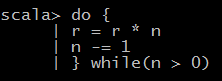 scala> do {
| r = r * n
| n -= 1
| } while(n > 0)